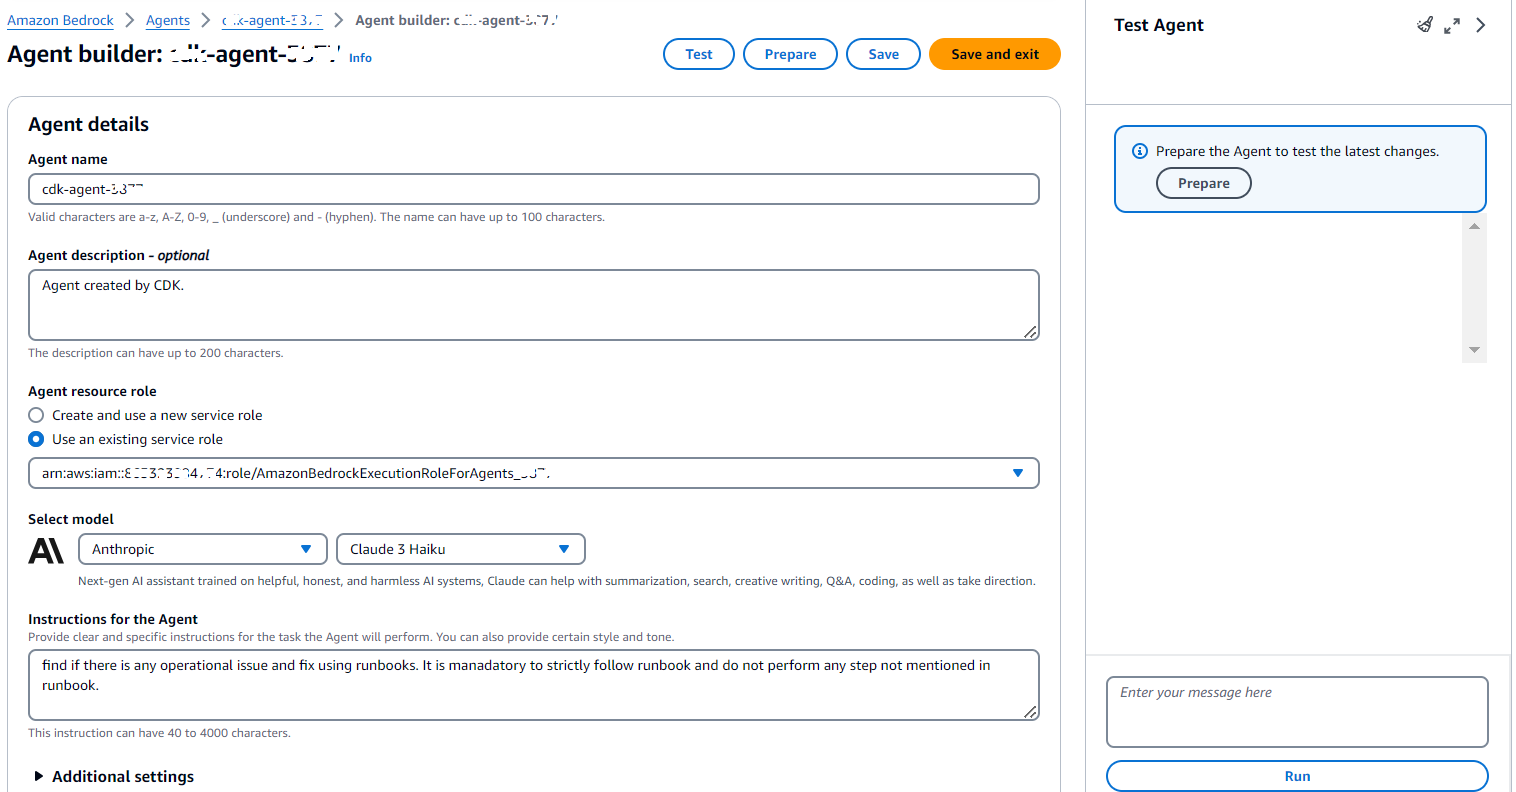 Amazon Bedrock > Agents > -agent- > Agent builder: -agent-
Agent builder: -agent- Info
Test
Prepare
Save
Save and exit
Agent details
Agent name
cdk-agent-
Valid characters are a-z, A-Z, 0-9, _ (underscore) and - (hyphen). The name can have up to 100 characters.
Agent description - optional
Agent created by CDK.
The description can have up to 200 characters.
Agent resource role
Create and use a new service role
Use an existing service role
arn:aws:iam:: :role/AmazonBedrockExecutionRoleForAgents_
Select model
Anthropic
Claude 3 Haiku
Next-gen AI assistant trained on helpful, honest, and harmless AI systems, Claude can help with summarization, search, creative writing, Q&A, coding, as well as take direction.
Instructions for the Agent
Provide clear and specific instructions for the task the Agent will perform. You can also provide certain style and tone.
find if there is any operational issue and fix using runbooks. It is manadatory to strictly follow runbook and do not perform any step not mentioned in
runbook.
This instruction can have 40 to 4000 characters.
Additional settings
Test Agent
Prepare the Agent to test the latest changes.
Prepare
Enter your message here
Run